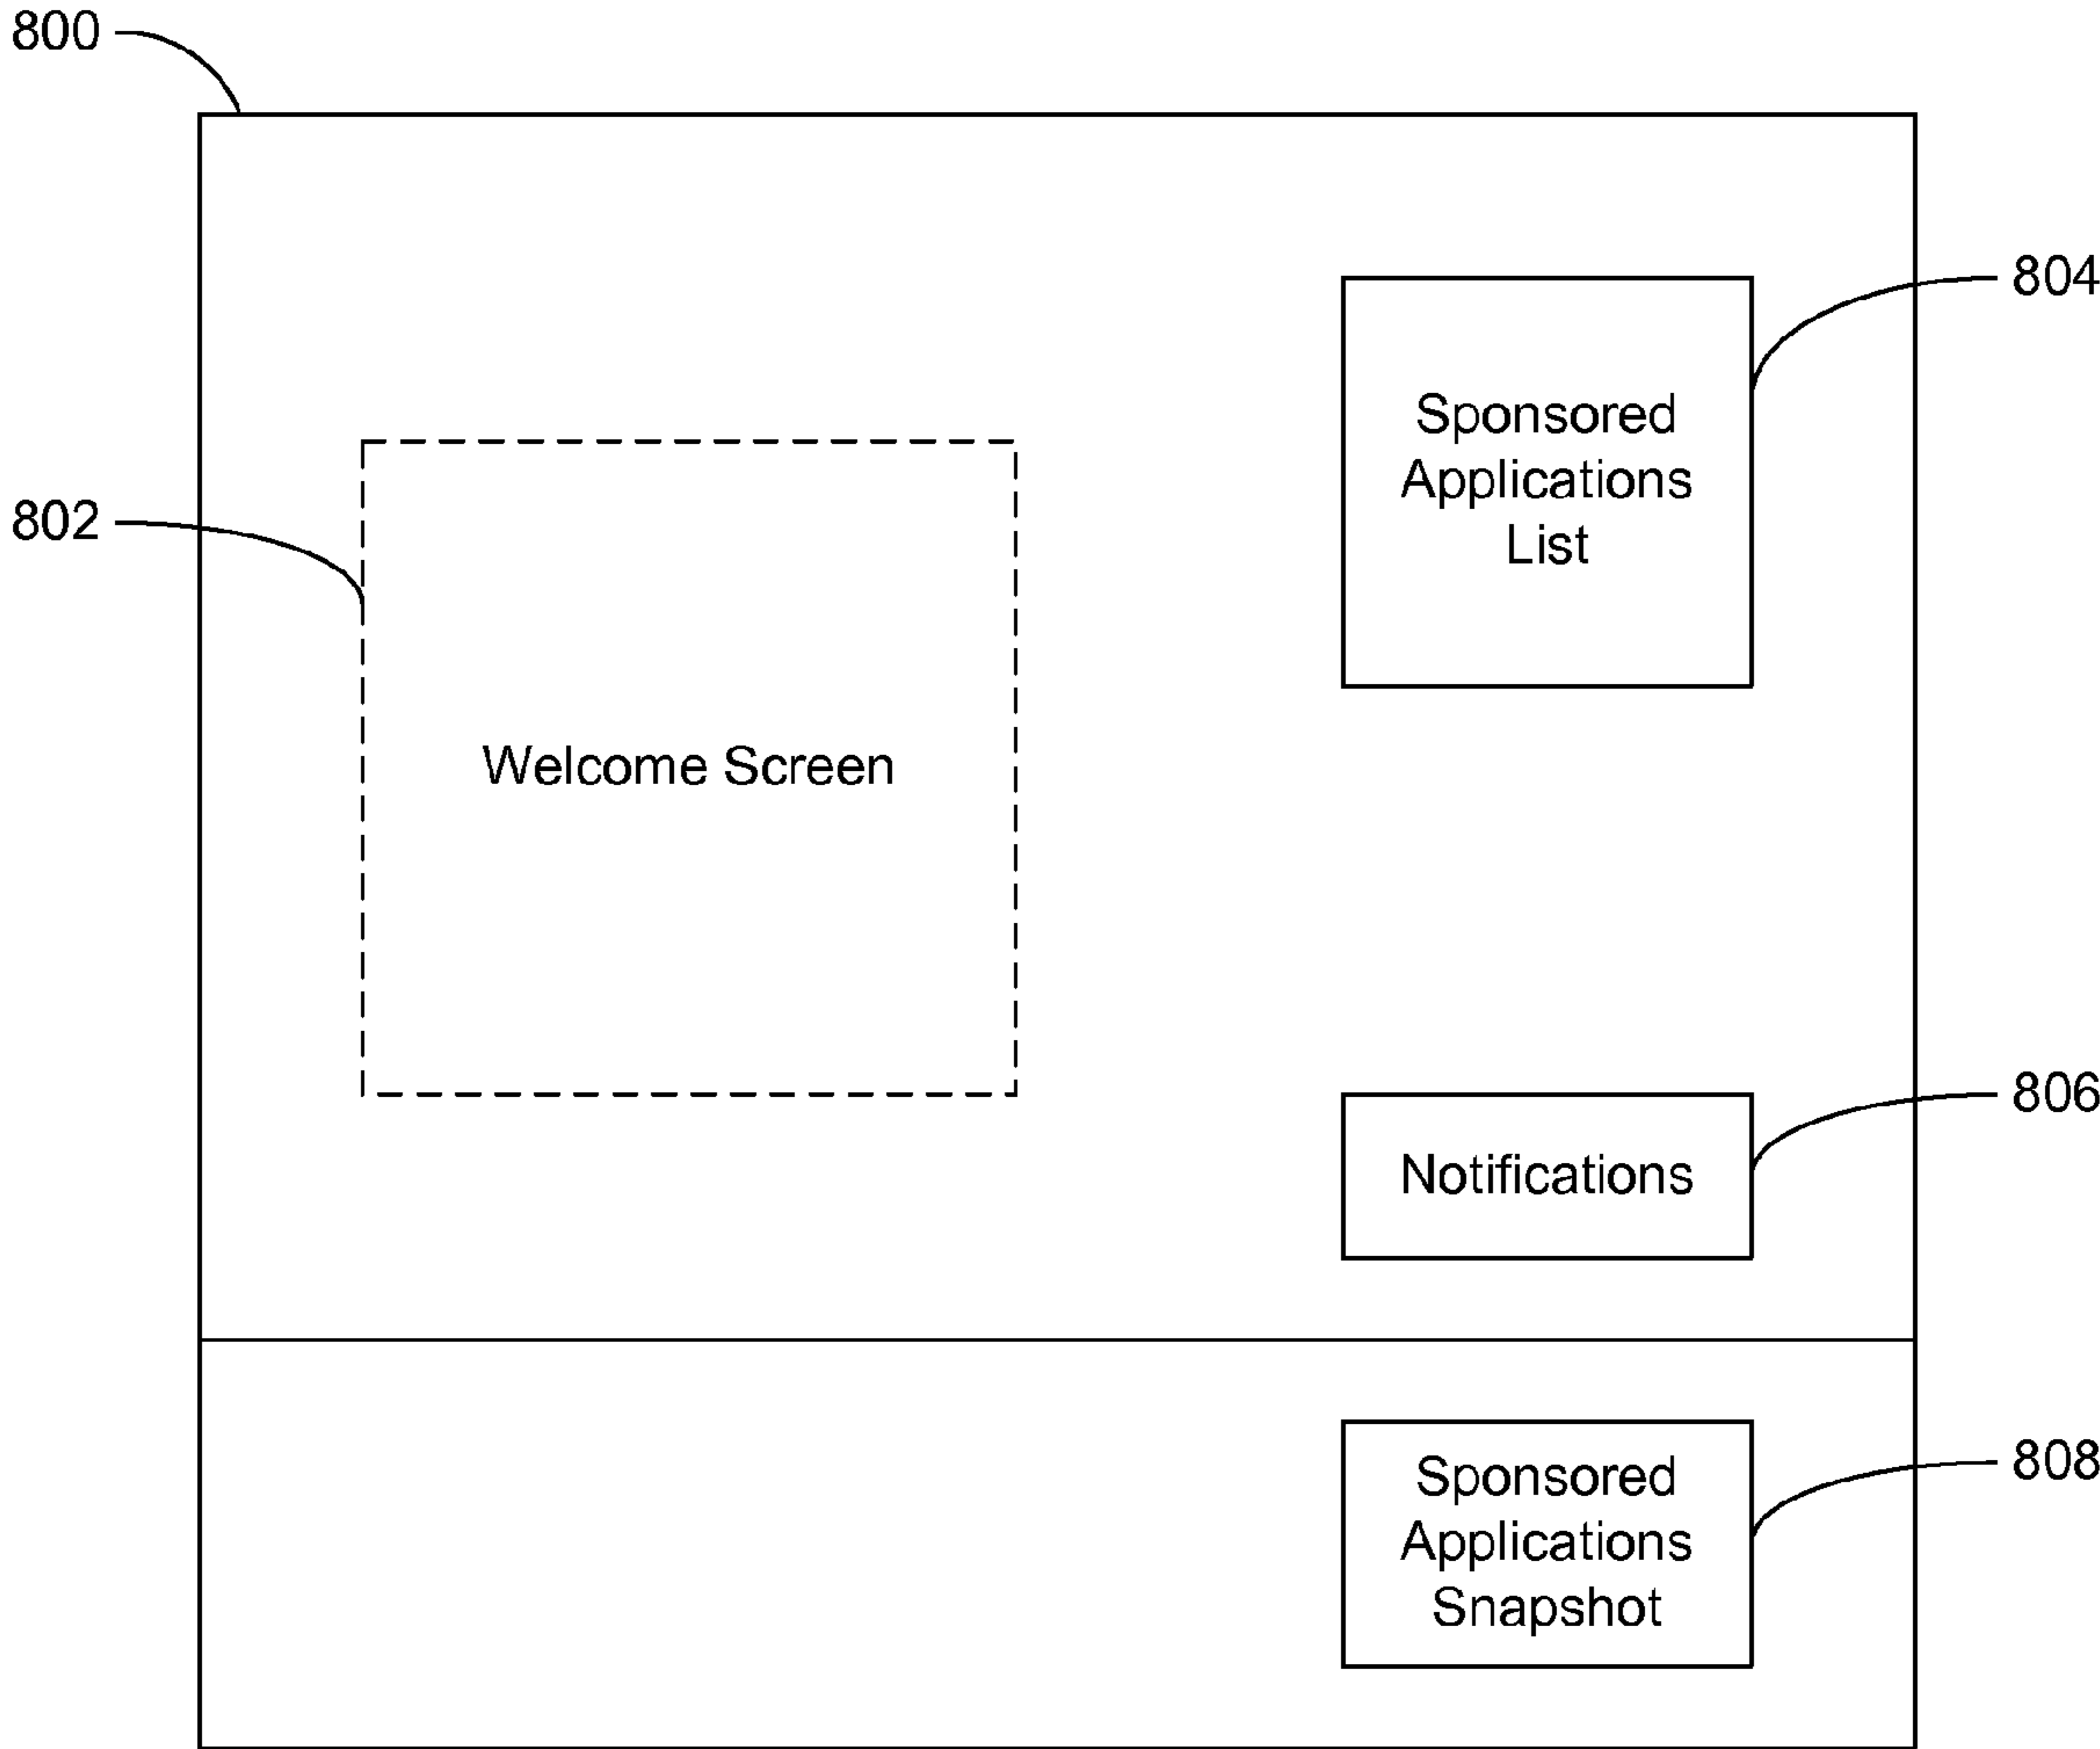 800
804
Sponsored
Applications
List
802
Welcome Screen
806
Notifications
808
Sponsored
Applications
Snapshot